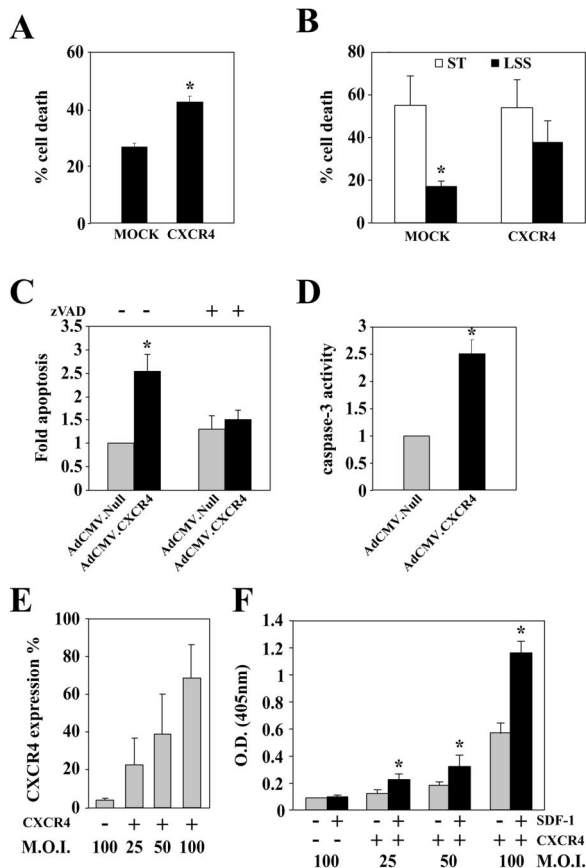 A
B
% cell death
60
40
20
0
MOCK CXCR4
% cell death
80
60
40
20
0
ST LSS
*
*
MOCK CXCR4
C
D
zVAD - - + +
Fold apoptosis
3.5
3
2.5
2
1.5
1
0.5
0
*
AdCMV.Null
AdCMV.CXCR4
AdCMV.Null
AdCMV.CXCR4
caspase-3 activity
3
2.5
2
1.5
1
0.5
0
*
AdCMV.Null
AdCMV.CXCR4
E
F
CXCR4 expression %
100
80
60
40
20
0
CXCR4 - + + +
M.O.I. 100 25 50 100
O.D. (405nm)
1.4
1.2
1
0.8
0.6
0.4
0.2
0
* * *
- + - + - + - + SDF-1
- - + + + + + + CXCR4
100 25 50 100 M.O.I.